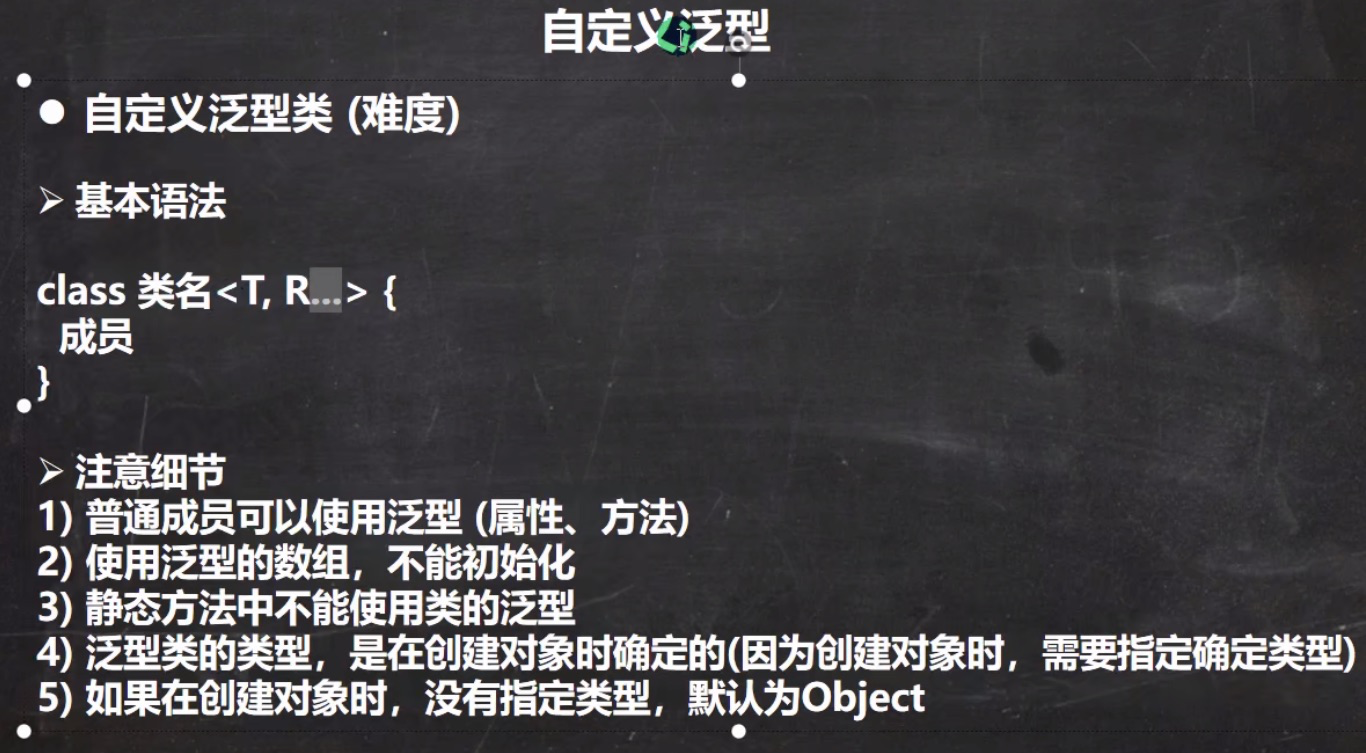 自定义泛型
● 自定义泛型类 (难度)
➢ 基本语法
class 类名<T, R...> {
成员
}
➢ 注意细节
1) 普通成员可以使用泛型 (属性、方法)
2) 使用泛型的数组，不能初始化
3) 静态方法中不能使用类的泛型
4) 泛型类的类型，是在创建对象时确定的(因为创建对象时，需要指定确定类型)
5) 如果在创建对象时，没有指定类型，默认为Object